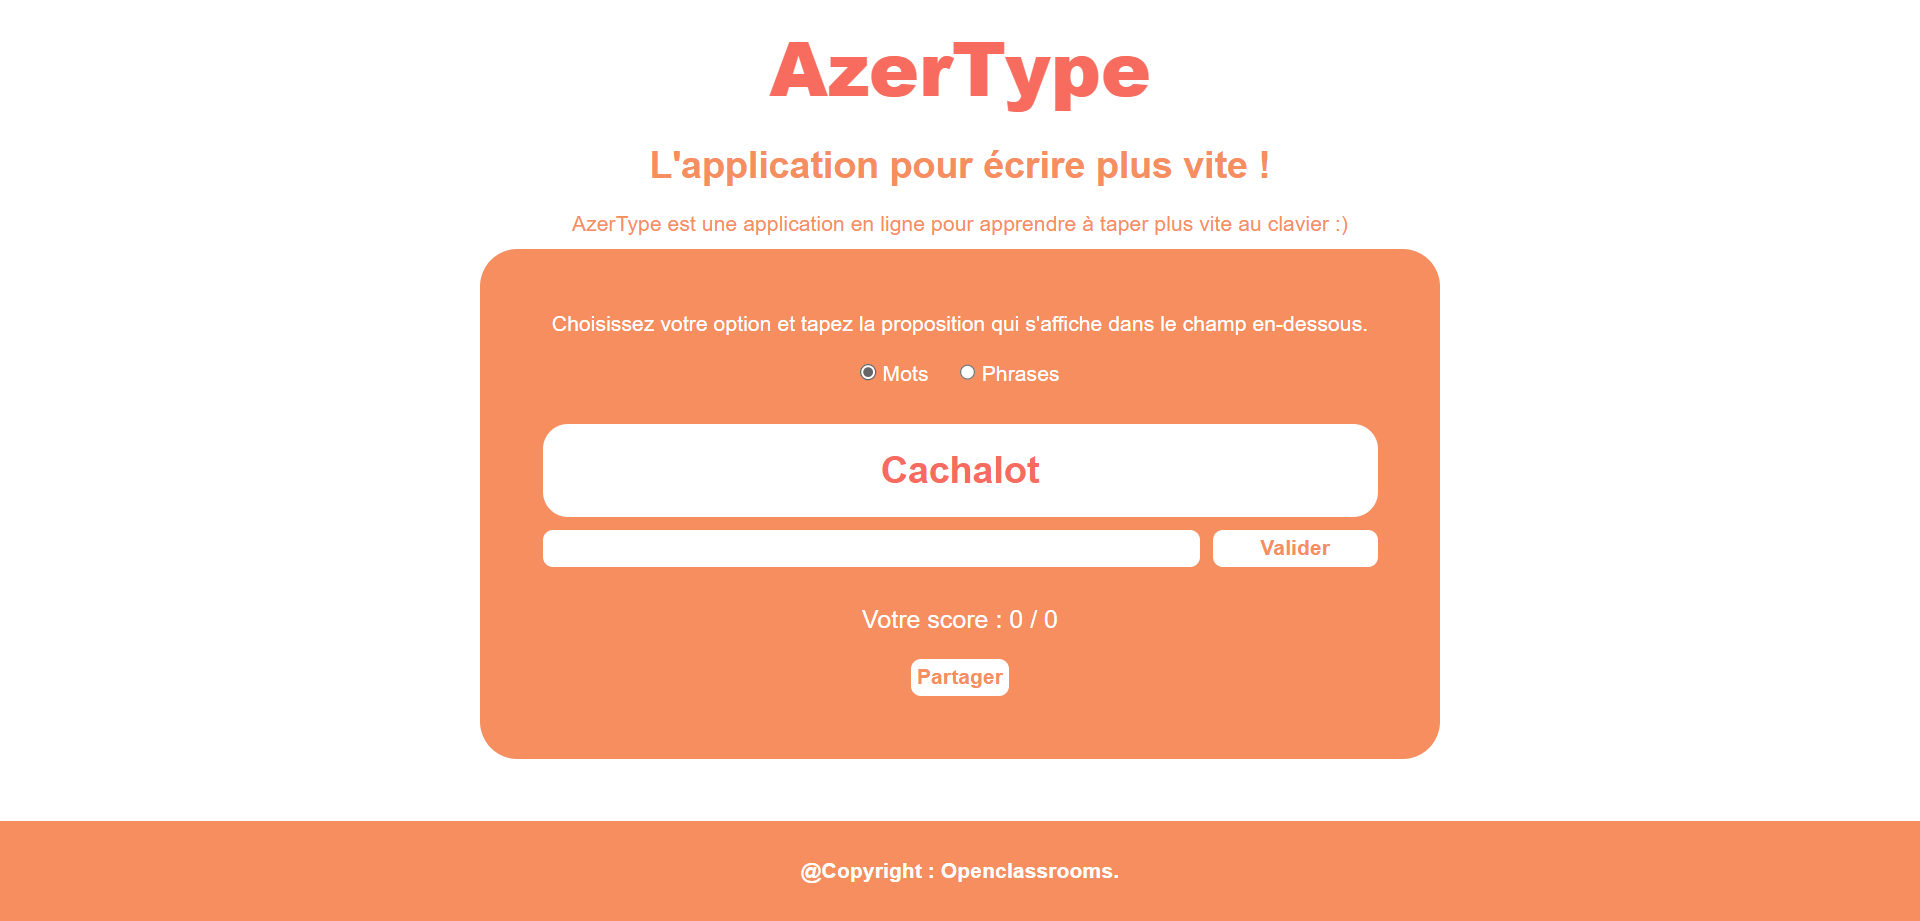 AzerType
L'application pour écrire plus vite !
AzerType est une application en ligne pour apprendre à taper plus vite au clavier :)
Choisissez votre option et tapez la proposition qui s'affiche dans le champ en-dessous.
Mots Phrases
Cachalot
Valider
Votre score : 0 / 0
Partager
@Copyright : Openclassrooms.